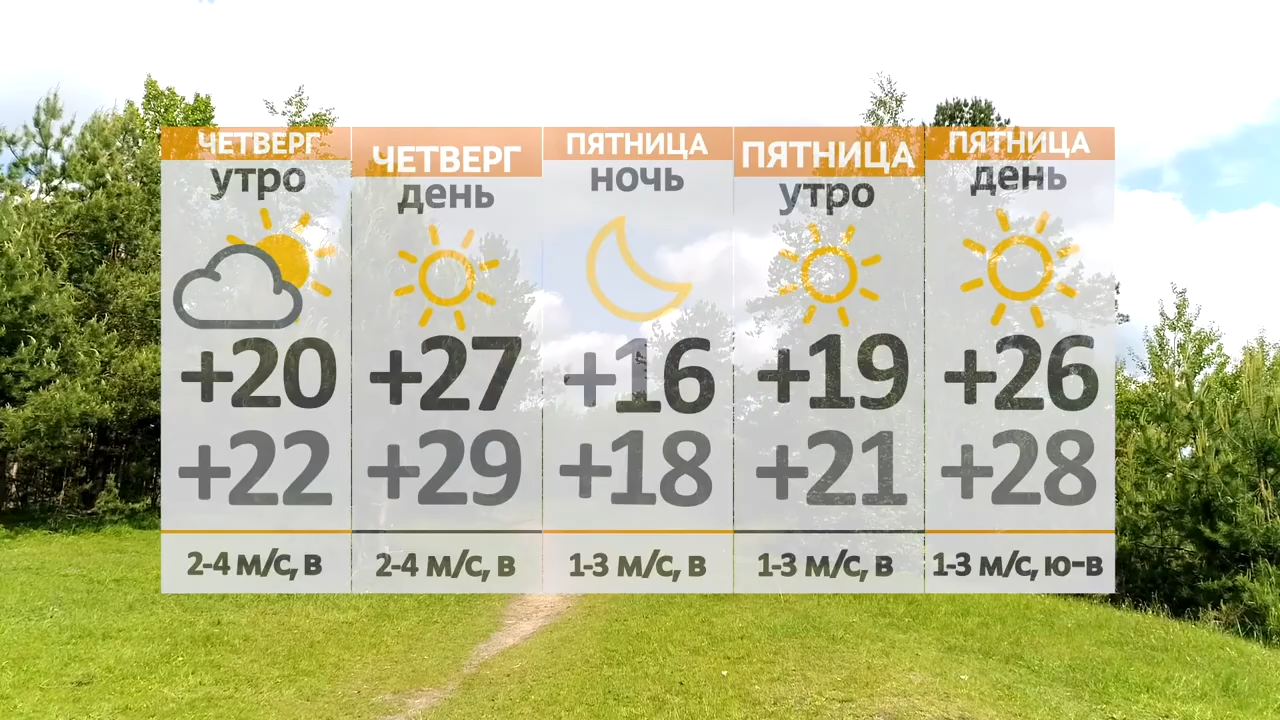 ЧЕТВЕРГ
утро
+20
+22
2-4 м/с, в
ЧЕТВЕРГ
день
+27
+29
2-4 м/с, в
ПЯТНИЦА
ночь
+16
+18
1-3 м/с, в
ПЯТНИЦА
утро
+19
+21
1-3 м/с, в
ПЯТНИЦА
день
+26
+28
1-3 м/с, ю-в